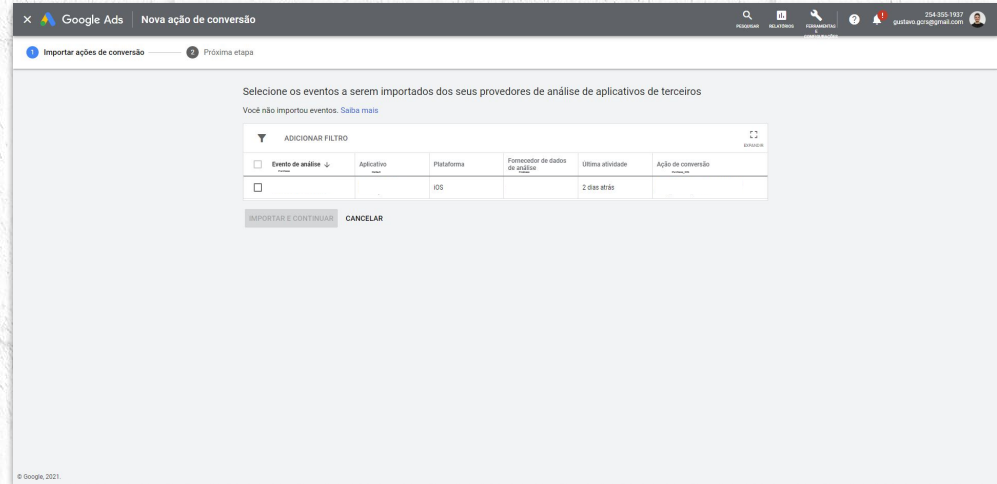 Google Ads
Nova ação de conversão
PESQUISAR
RELATÓRIOS
FERRAMENTAS
E
CONFIGURAÇÕES
254-355-1937
gustavo.gcrs@gmail.com
1 Importar ações de conversão
2 Próxima etapa
Selecione os eventos a serem importados dos seus provedores de análise de aplicativos de terceiros
Você não importou eventos. Saiba mais
ADICIONAR FILTRO
EXPANDIR
Evento de análise
Aplicativo
Plataforma
Fornecedor de dados
de análise
Última atividade
Ação de conversão
iOS
2 dias atrás
IMPORTAR E CONTINUAR
CANCELAR
© Google, 2021.